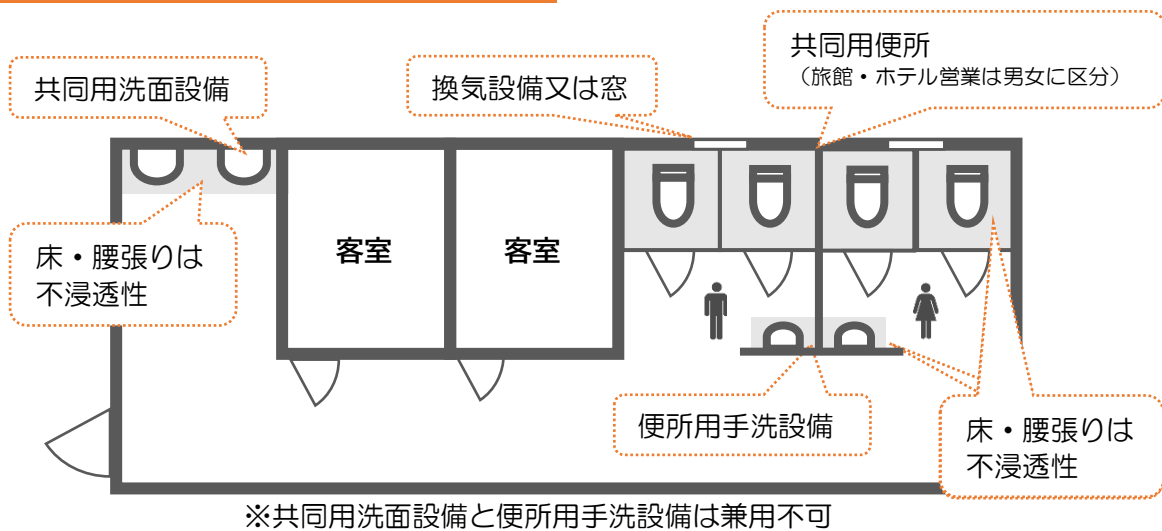 共同用便所
（旅館・ホテル営業は男女に区分）
共同用洗面設備
換気設備又は窓
床・腰張りは
不浸透性
客室
客室
便所用手洗設備
床・腰張りは
不浸透性
※共同用洗面設備と便所用手洗設備は兼用不可